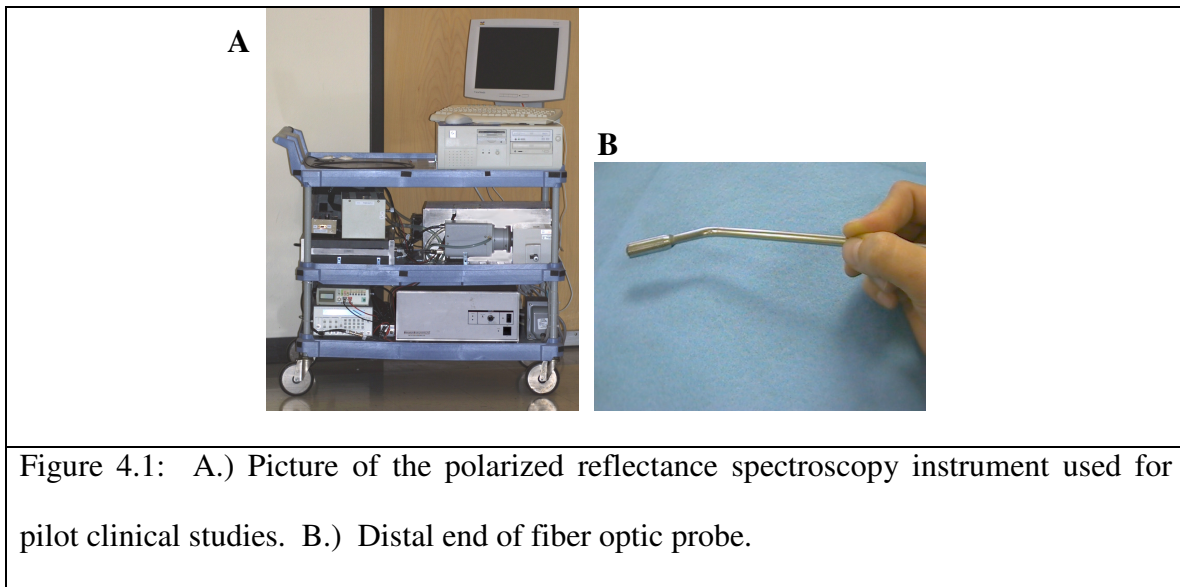 A
B
Figure 4.1: A.) Picture of the polarized reflectance spectroscopy instrument used for
pilot clinical studies. B.) Distal end of fiber optic probe.